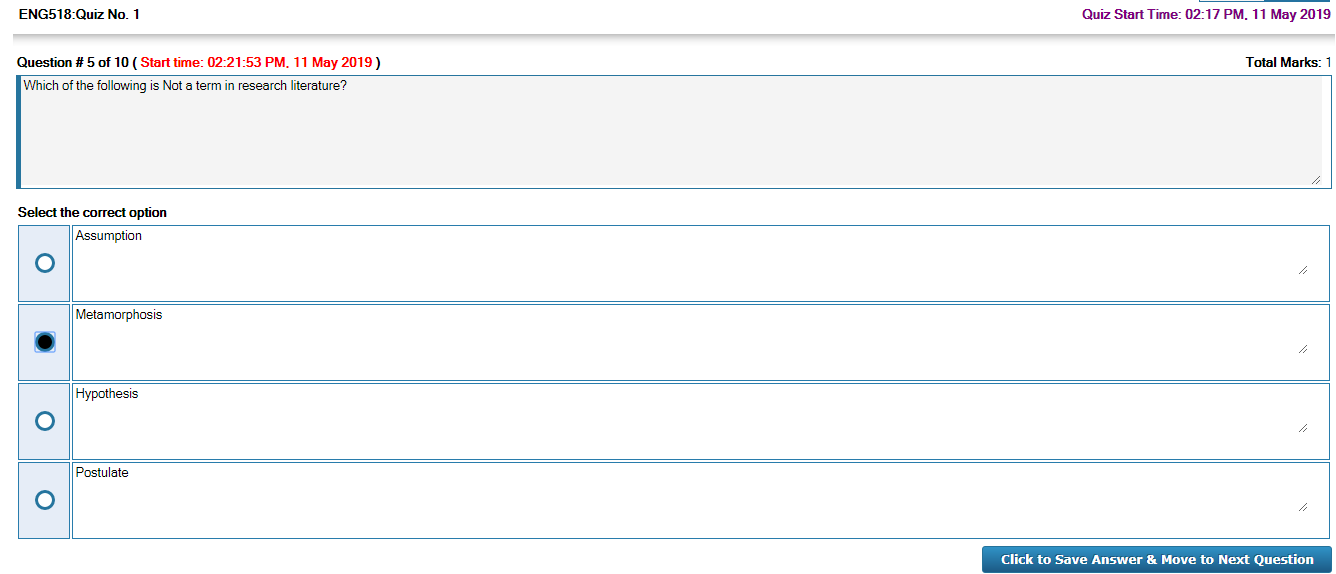 ENG518:Quiz No. 1
Quiz Start Time: 02:17 PM, 11 May 2019
Question # 5 of 10 ( Start time: 02:21:53 PM, 11 May 2019 )
Total Marks: 1
Which of the following is Not a term in research literature?
Select the correct option
Assumption
Metamorphosis
Hypothesis
Postulate
Click to Save Answer & Move to Next Question